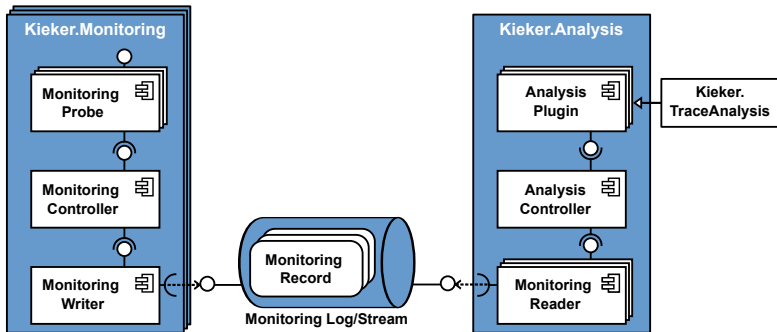 Kieker.Monitoring
Monitoring
Probe
Monitoring
Controller
Monitoring
Writer
Monitoring
Record
Monitoring Log/Stream
Kieker.Analysis
Analysis
Plugin
Kieker.
TraceAnalysis
Analysis
Controller
Monitoring
Reader